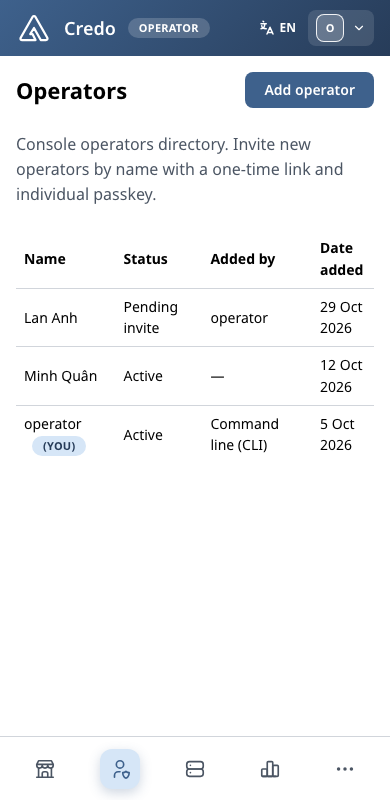 Credo OPERATOR EN O
Operators Add operator
Console operators directory. Invite new
operators by name with a one-time link and
individual passkey.
Name Status Added by Date added
Lan Anh Pending invite operator 29 Oct 2026
Minh Quân Active — 12 Oct 2026
operator (YOU) Active Command line (CLI) 5 Oct 2026